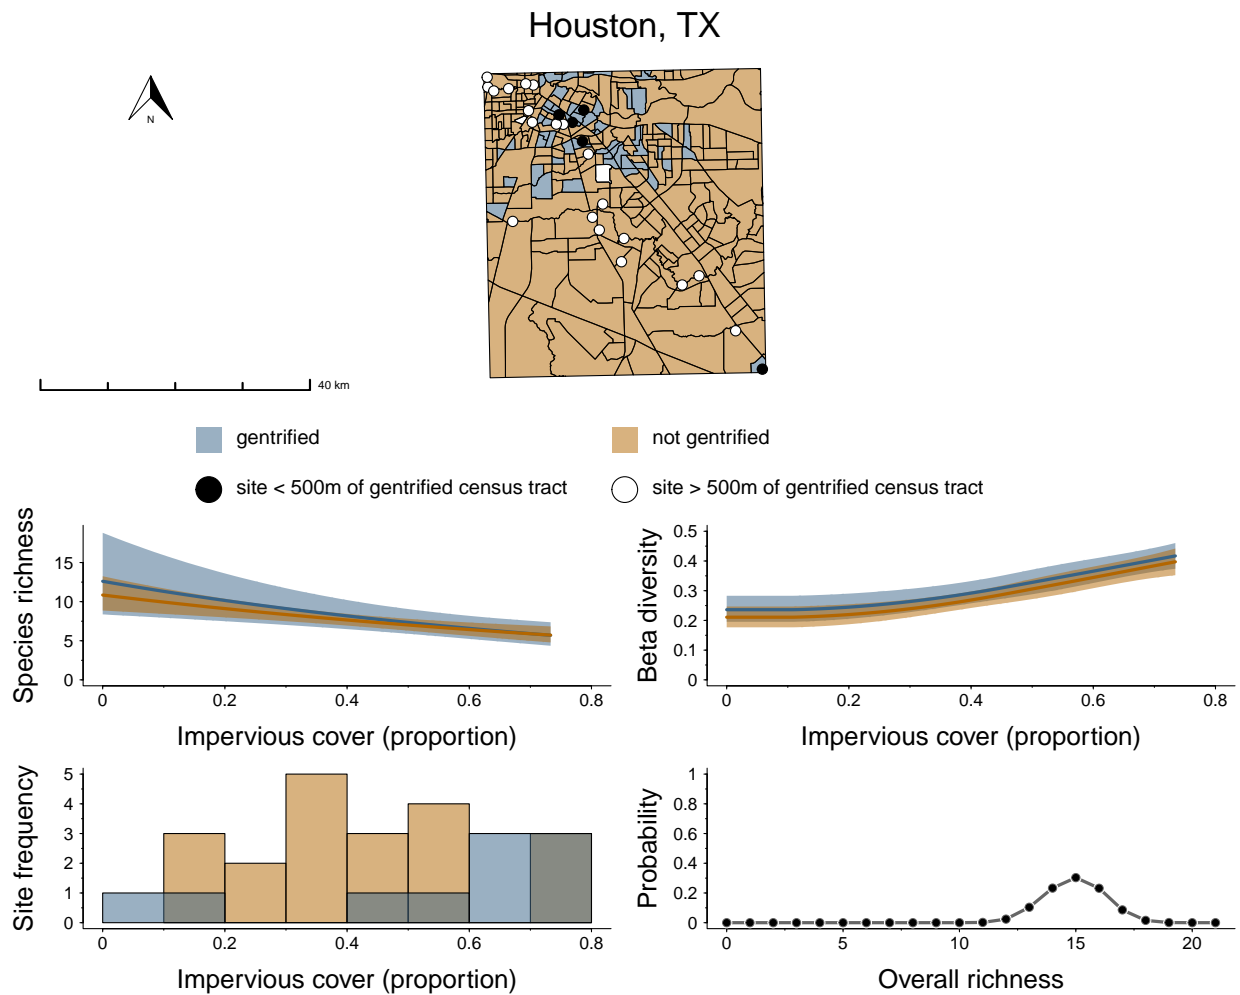 Houston, TX
N
40 km
gentrified
not gentrified
site < 500m of gentrified census tract
site > 500m of gentrified census tract
Species richness
15
10
5
0
0 0.2 0.4 0.6 0.8
Impervious cover (proportion)
Beta diversity
0.5
0.4
0.3
0.2
0.1
0
0 0.2 0.4 0.6 0.8
Impervious cover (proportion)
Site frequency
5
4
3
2
1
0
0 0.2 0.4 0.6 0.8
Impervious cover (proportion)
Probability
1
0.8
0.6
0.4
0.2
0
0 5 10 15 20
Overall richness